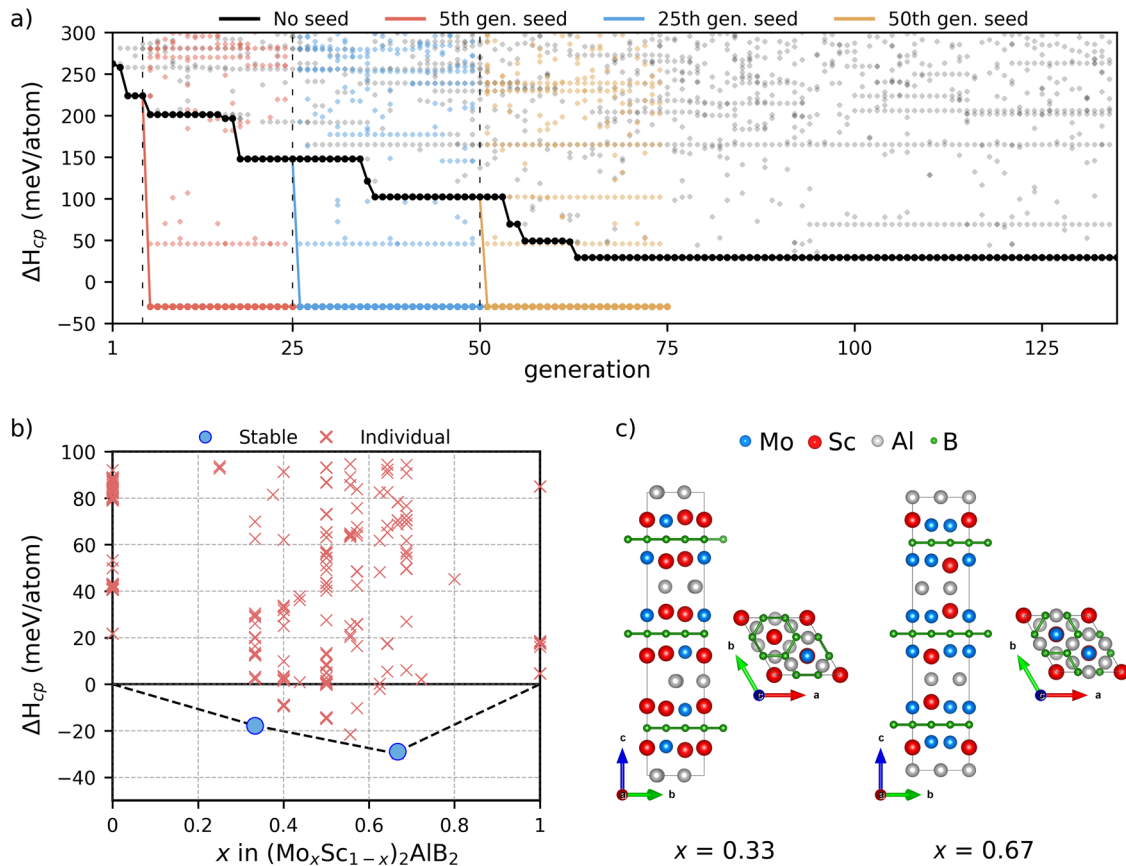 a)
No seed 5th gen. seed 25th gen. seed 50th gen. seed
300
250
200
150
100
50
0
−50
ΔH_cp (meV/atom)
1 25 50 75 100 125
generation
b)
Stable Individual
100
80
60
40
20
0
−20
−40
ΔH_cp (meV/atom)
0 0.2 0.4 0.6 0.8 1
x in (Mo_xSc_{1−x})_2AlB_2
c)
Mo Sc Al B
b
a
c
b
b
a
c
b
x = 0.33 x = 0.67